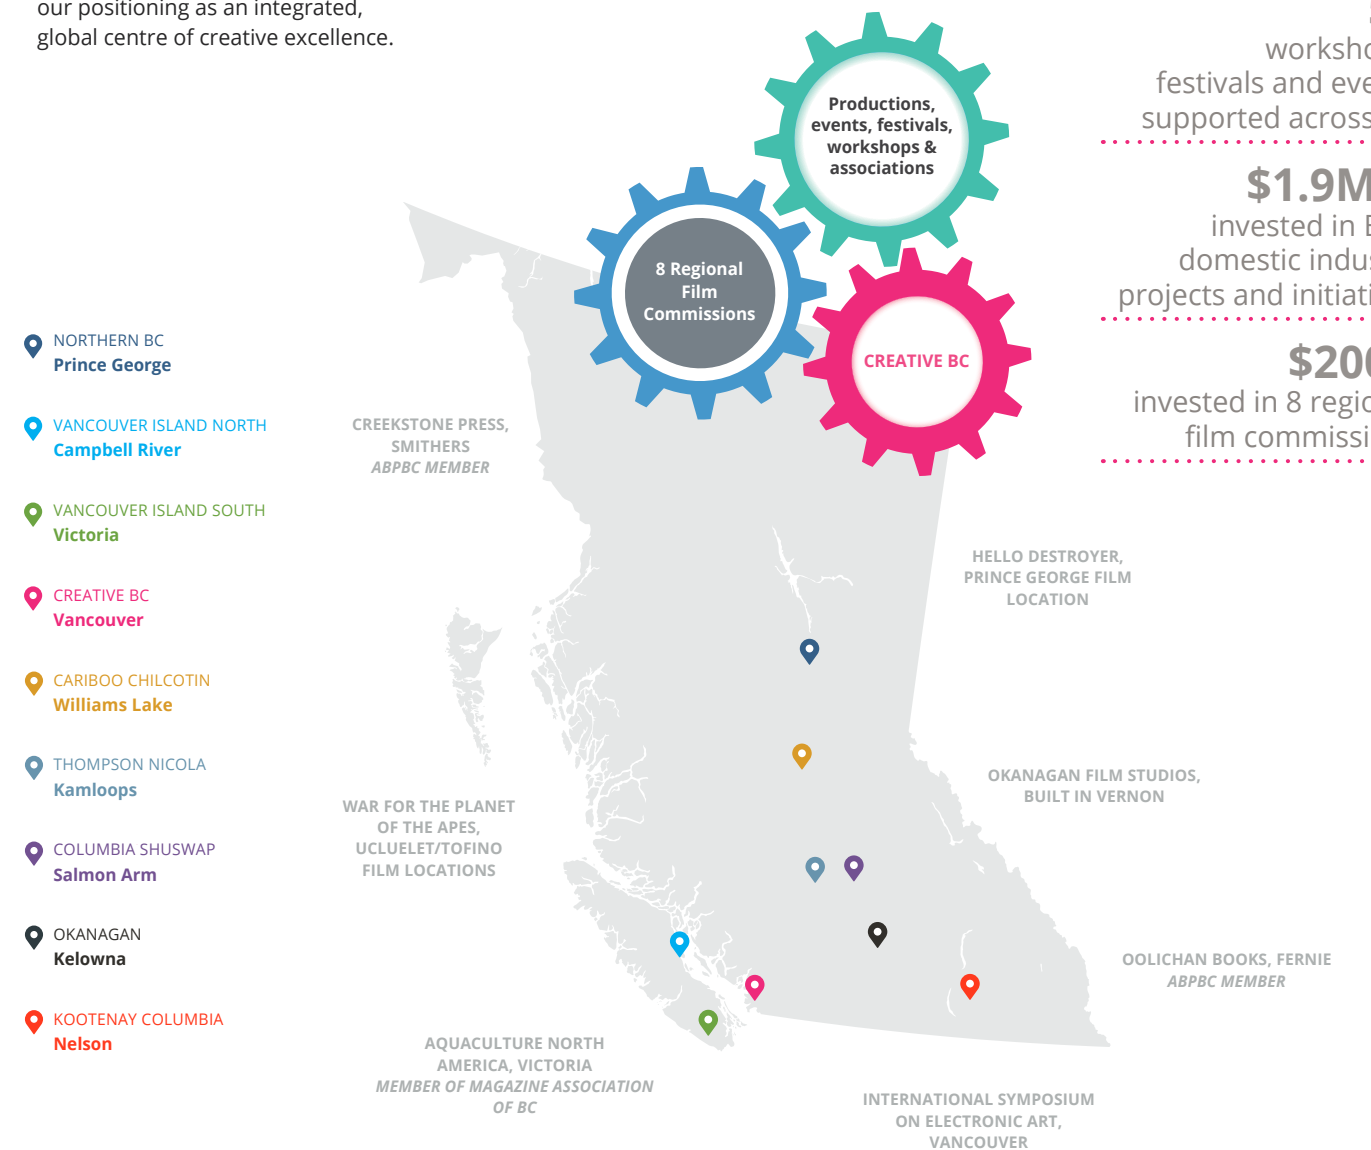 our positioning as an integrated,
global centre of creative excellence.
Productions,
events, festivals,
workshops &
associations
8 Regional
Film
Commissions
CREATIVE BC
festivals and
supported across
$1.9M
invested in
domestic
projects and
invested in 8
film
NORTHERN BC
Prince George
VANCOUVER ISLAND NORTH
Campbell River
VANCOUVER ISLAND SOUTH
Victoria
CREATIVE BC
Vancouver
CARIBOO CHILCOTIN
Williams Lake
THOMPSON NICOLA
Kamloops
COLUMBIA SHUSWAP
Salmon Arm
OKANAGAN
Kelowna
KOOTENAY COLUMBIA
Nelson
CREEKSTONE PRESS,
SMITHERS
ABPBC MEMBER
HELLO DESTROYER,
PRINCE GEORGE FILM
LOCATION
WAR FOR THE PLANET
OF THE APES,
UCLUELET/TOFINO
FILM LOCATIONS
OKANAGAN FILM STUDIOS,
BUILT IN VERNON
OOLICHAN BOOKS, FERNIE
ABPBC MEMBER
AQUACULTURE NORTH
AMERICA, VICTORIA
MEMBER OF MAGAZINE ASSOCIATION
OF BC
INTERNATIONAL SYMPOSIUM
ON ELECTRONIC ART,
VANCOUVER